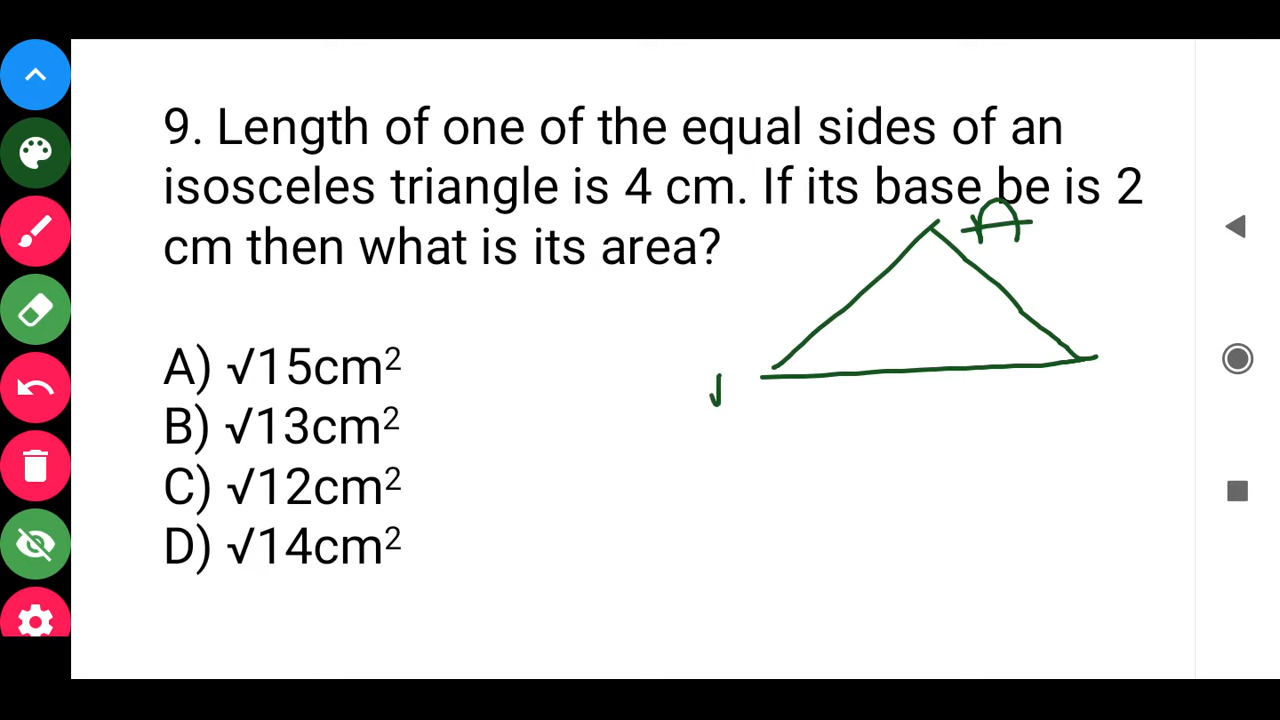 9. Length of one of the equal sides of an
isosceles triangle is 4 cm. If its base be is 2
cm then what is its area?
A
A) √15cm²
B) √13cm²
C) √12cm²
D) √14cm²